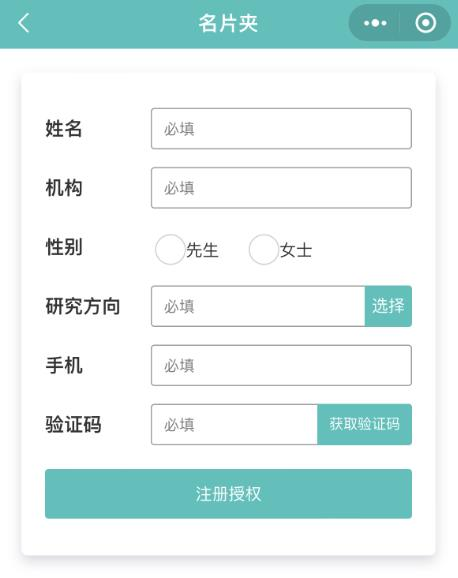 名片夹
姓名 必填
机构 必填
性别 先生 女士
研究方向 必填 选择
手机 必填
验证码 必填 获取验证码
注册授权